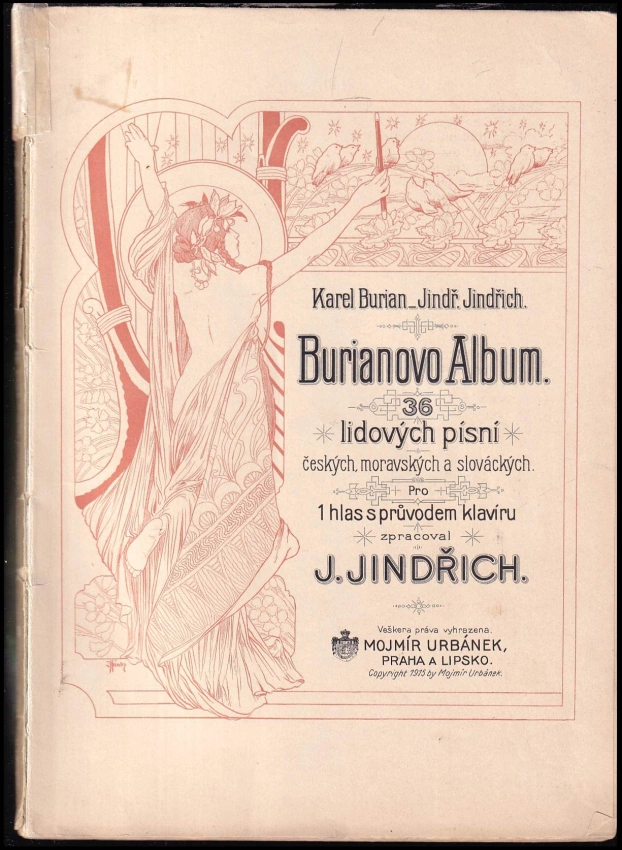 Karel Burian_Jindř. Jindřich.
Burianovo Album.
36
lidových písní
českých, moravských a slováckých.
Pro
1 hlas s průvodem klavíru
zpracoval
J. JINDŘICH.
Veškera práva vyhrazena.
MOJMÍR URBÁNEK,
PRAHA A LIPSKO.
Copyright 1915 by Mojmír Urbánek.